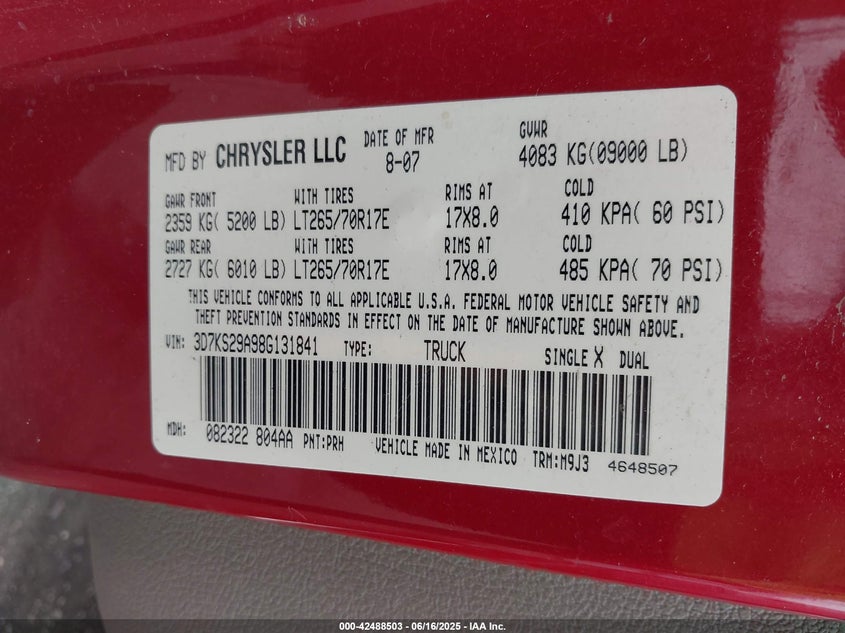 MFD BY CHRYSLER LLC DATE OF MFR 8-07 GVWR 4083 KG(09000 LB)
GAWR FRONT WITH TIRES RIMS AT COLD
2359 KG( 5200 LB) LT265/70R17E 17X8.0 410 KPA( 60 PSI)
GAWR REAR WITH TIRES RIMS AT COLD
2727 KG( 6010 LB) LT265/70R17E 17X8.0 485 KPA( 70 PSI)
THIS VEHICLE CONFORMS TO ALL APPLICABLE U.S.A. FEDERAL MOTOR VEHICLE SAFETY AND
THEFT PREVENTION STANDARDS IN EFFECT ON THE DATE OF MANUFACTURE SHOWN ABOVE.
VIN: 3D7KS29A98G131841 TYPE: TRUCK SINGLE X DUAL
MDH: 082322 804AA PNT:PRH VEHICLE MADE IN MEXICO TRM:M9J3 4648507
000-42488503 - 06/16/2025 - IAA Inc.